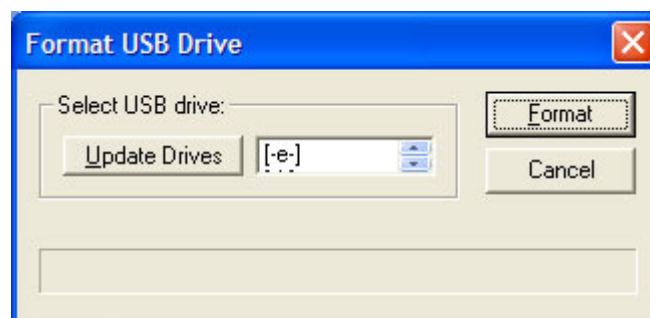 Format USB Drive
Select USB drive:
Update Drives
[-e-]
Format
Cancel